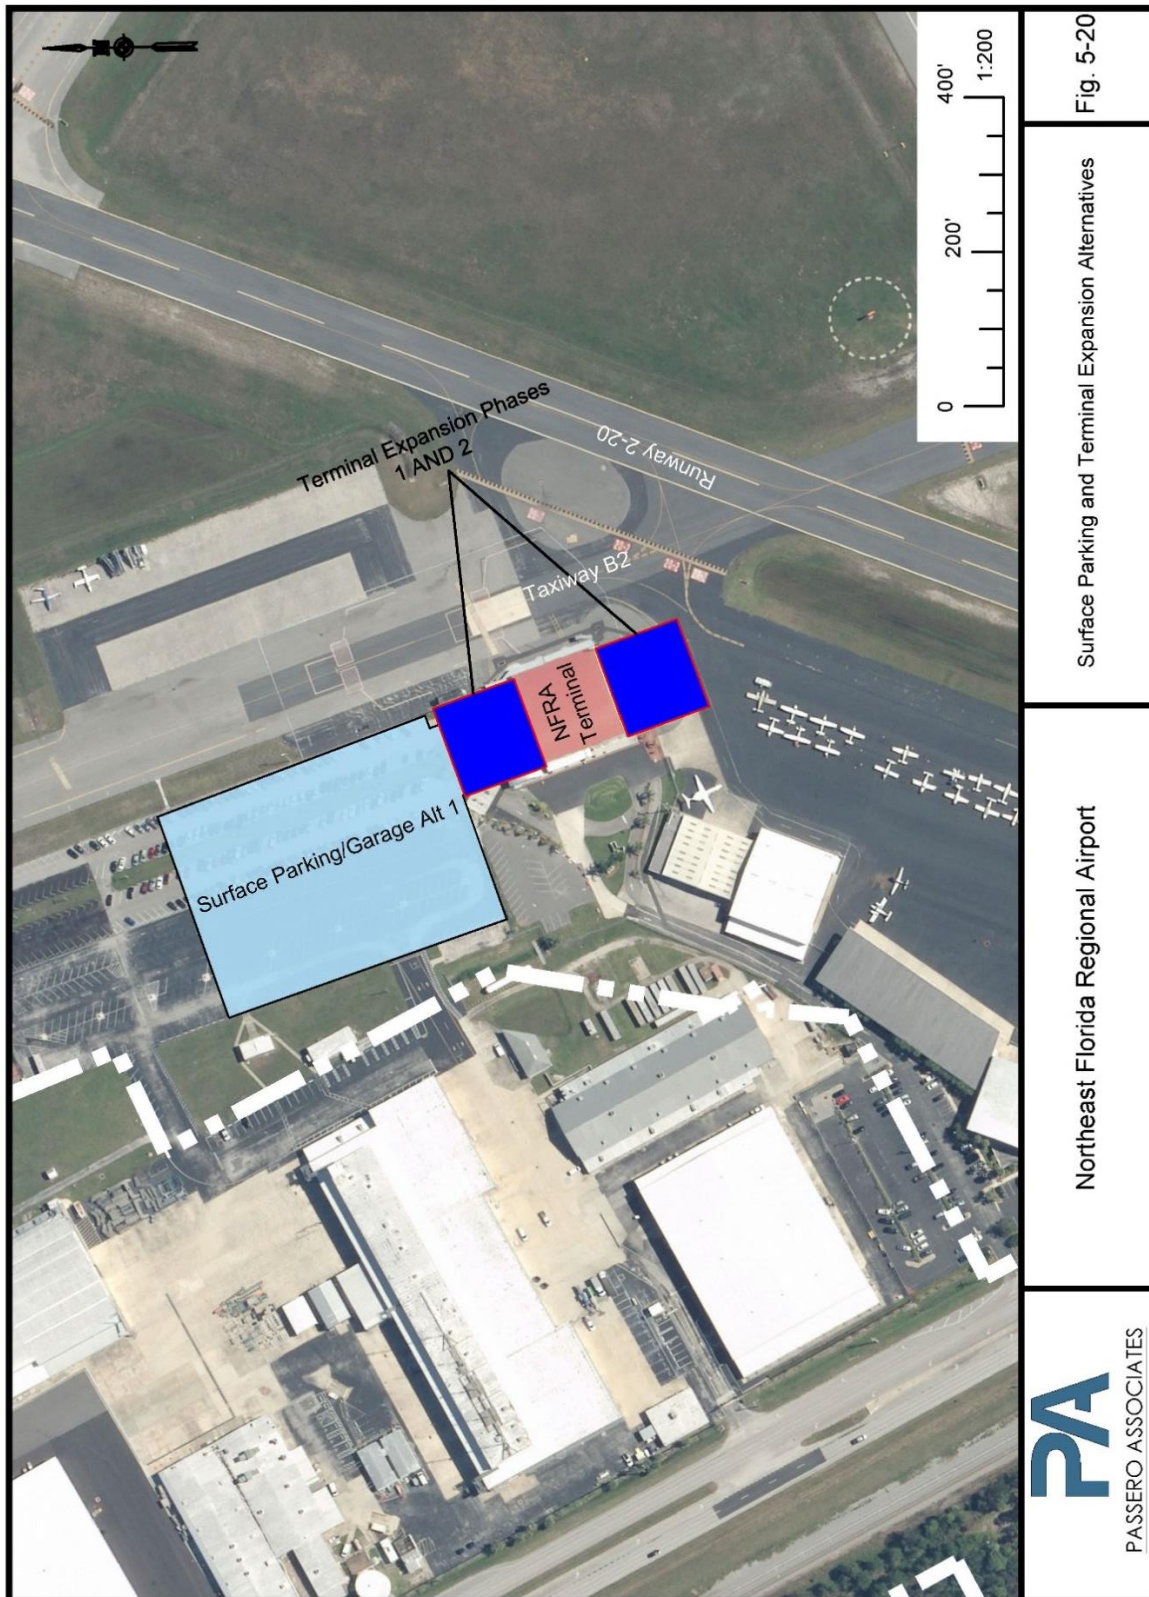 Terminal Expansion Phases
1 AND 2
Runway 2-20
Taxiway B2
NFRA
Terminal
Surface Parking/Garage Alt 1
0
200'
400'
1:200
PA
PASSERO ASSOCIATES
Northeast Florida Regional Airport
Surface Parking and Terminal Expansion Alternatives
Fig. 5-20